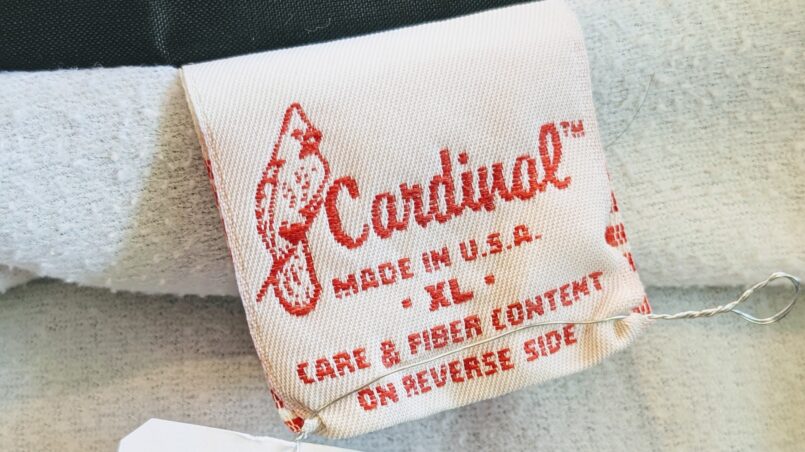 Cardinal™
MADE IN U.S.A.
- XL -
CARE & FIBER CONTENT
ON REVERSE SIDE